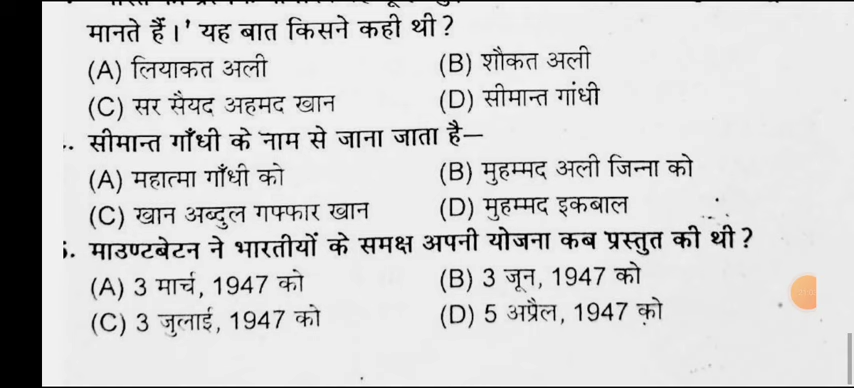 मानते हैं।' यह बात किसने कही थी?
(A) लियाकत अली (B) शौकत अली
(C) सर सैयद अहमद खान (D) सीमान्त गांधी
. सीमान्त गाँधी के नाम से जाना जाता है—
(A) महात्मा गाँधी को (B) मुहम्मद अली जिन्ना को
(C) खान अब्दुल गफ्फार खान (D) मुहम्मद इकबाल
. माउण्टबेटन ने भारतीयों के समक्ष अपनी योजना कब प्रस्तुत की थी?
(A) 3 मार्च, 1947 को (B) 3 जून, 1947 को
(C) 3 जुलाई, 1947 को (D) 5 अप्रैल, 1947 को